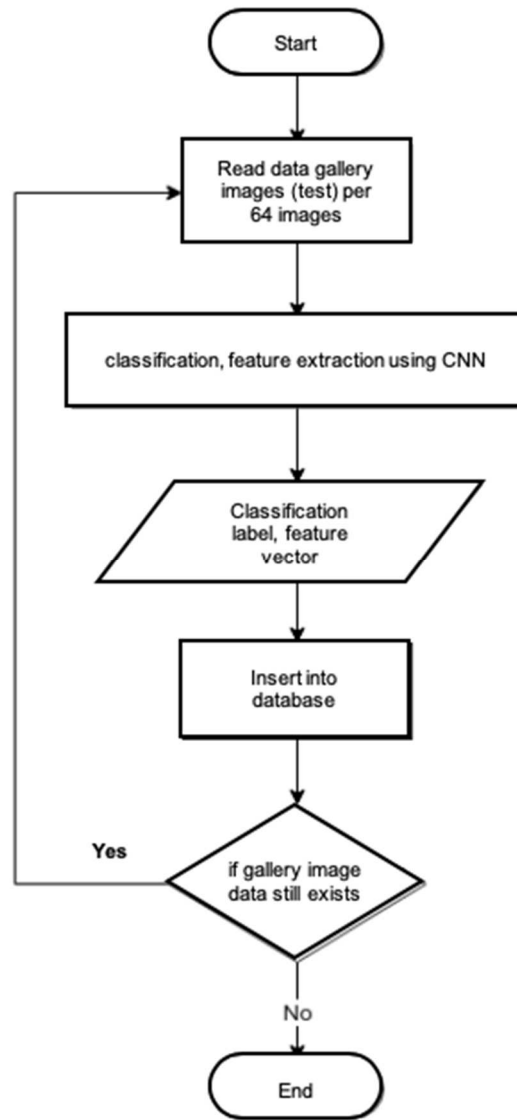 Start
Read data gallery
images (test) per
64 images
classification, feature extraction using CNN
Classification
label, feature
vector
Insert into
database
Yes
if gallery image
data still exists
No
End